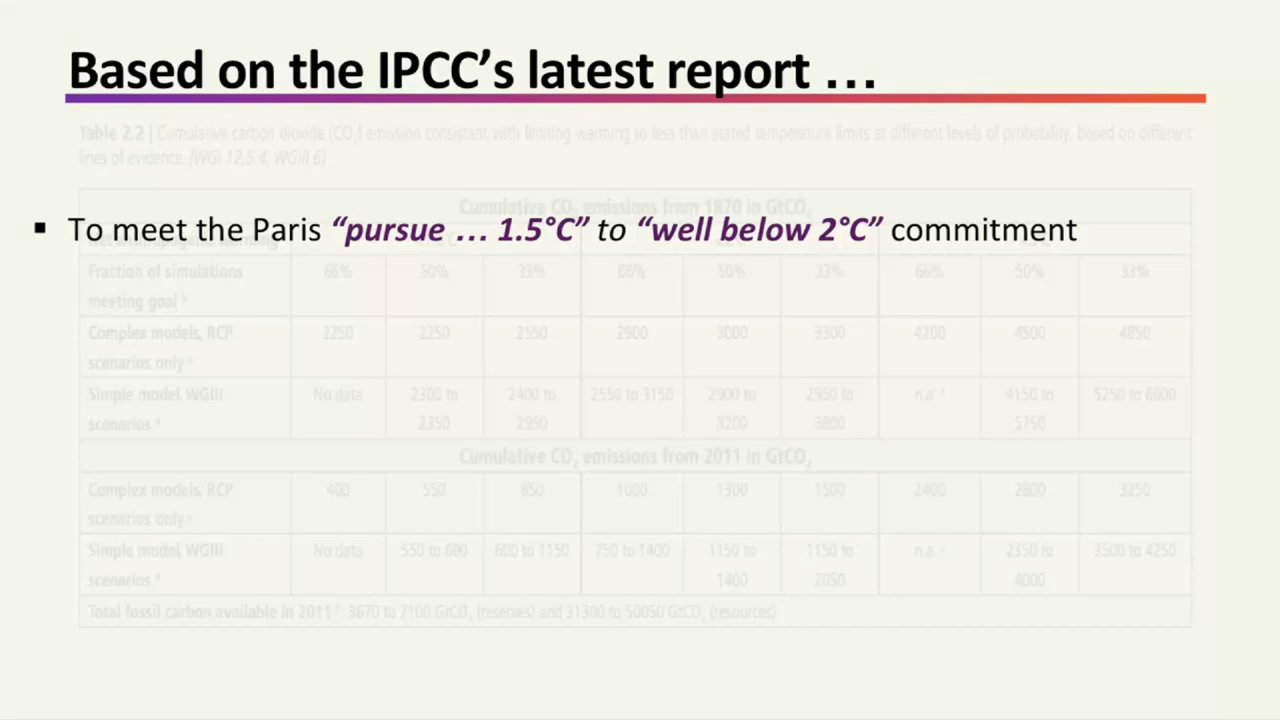 Based on the IPCC’s latest report …
Table 2.2 | Cumulative carbon dioxide (CO₂) emission consistent with limiting warming to less than stated temperature limits at different levels of probability, based on different
lines of evidence. {WGI 12.5.4, WGIII 6}
Cumulative CO₂ emissions from 1870 in GtCO₂
▪ To meet the Paris “pursue … 1.5°C” to “well below 2°C” commitment
Fraction of simulations 66% 50% 33% 66% 50% 33% 66% 50% 33%
meeting goal ᵇ
Complex models, RCP 2250 2250 2550 2900 3000 3300 4200 4500 4850
scenarios only ᶜ
Simple model, WGIII No data 2300 to 2400 to 2550 to 3150 2900 to 2950 to n.a. ᵉ 4150 to 5250 to 6000
scenarios ᵈ 2350 2950 3200 3800 5750
Cumulative CO₂ emissions from 2011 in GtCO₂
Complex models, RCP 400 550 850 1000 1300 1500 2400 2800 3250
scenarios only ᶜ
Simple model, WGIII No data 550 to 600 600 to 1150 750 to 1400 1150 to 1150 to n.a. ᵉ 2350 to 3500 to 4250
scenarios ᵈ 1400 2050 4000
Total fossil carbon available in 2011 ᶠ: 3670 to 7100 GtCO₂ (reserves) and 31300 to 50050 GtCO₂ (resources)